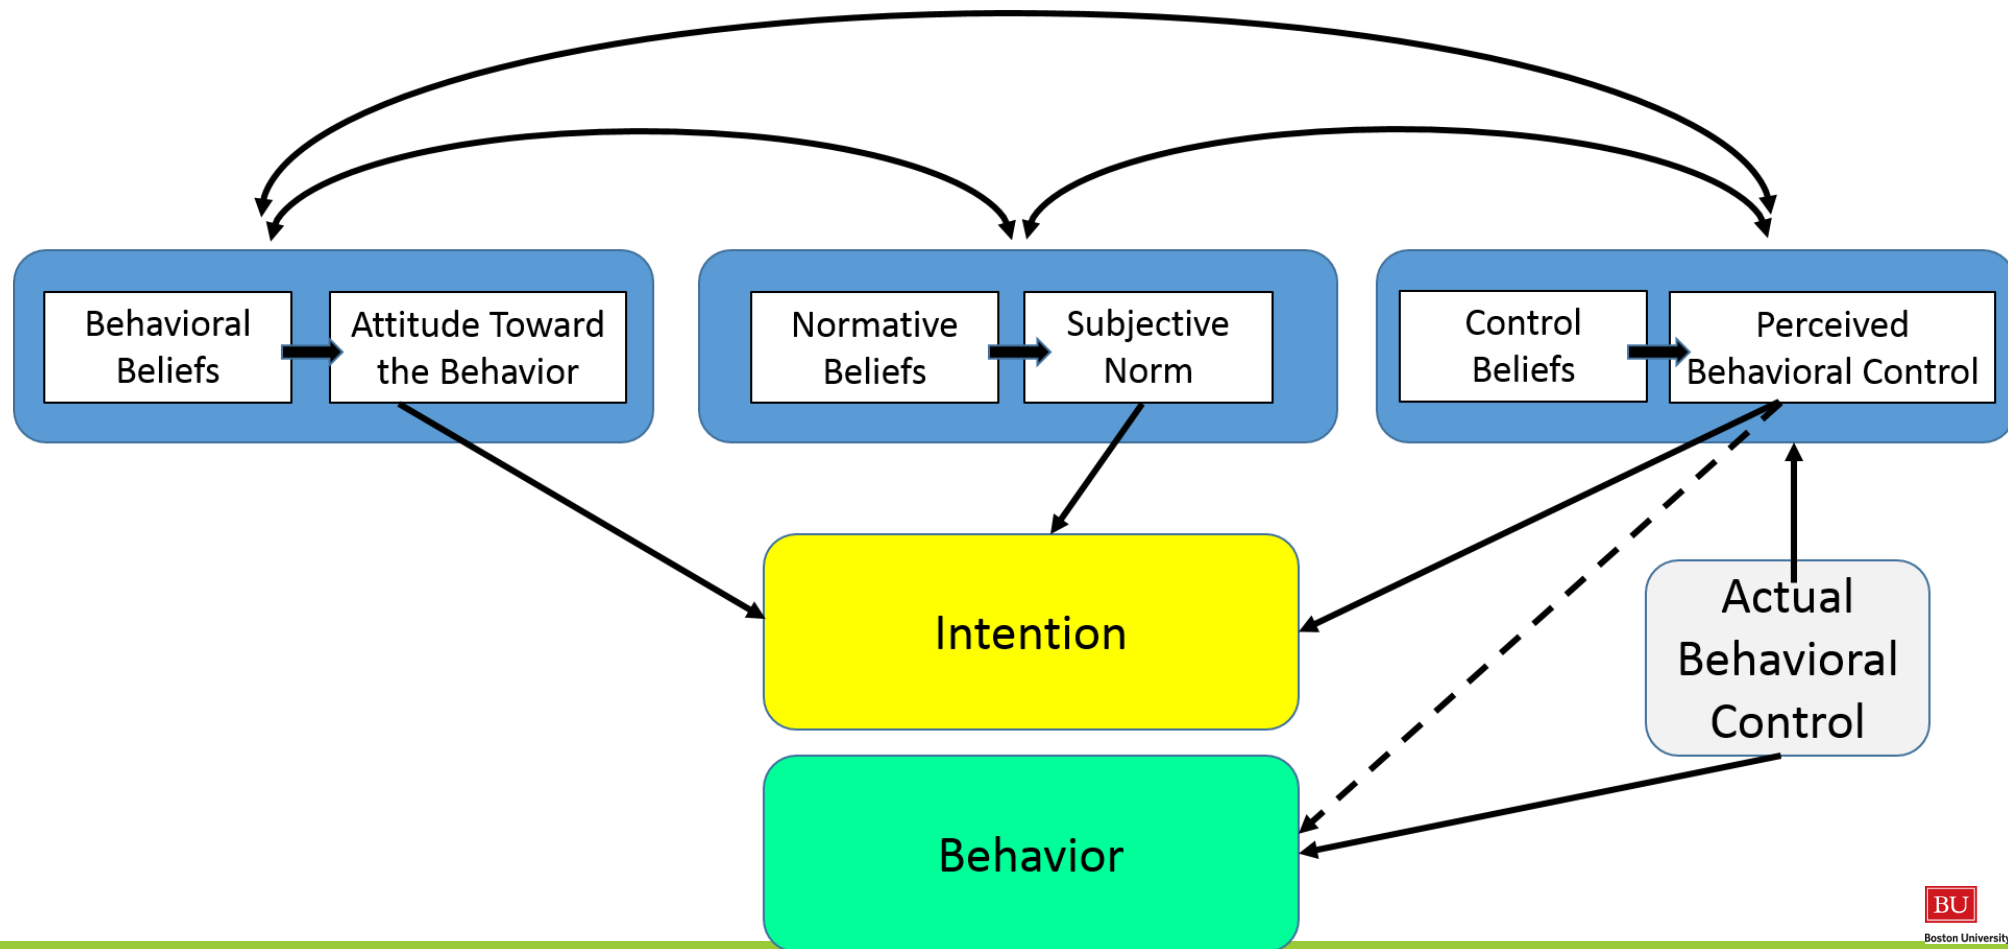 Behavioral
Beliefs
Attitude Toward
the Behavior
Normative
Beliefs
Subjective
Norm
Control
Beliefs
Perceived
Behavioral Control
Intention
Actual
Behavioral
Control
Behavior
BU
Boston University